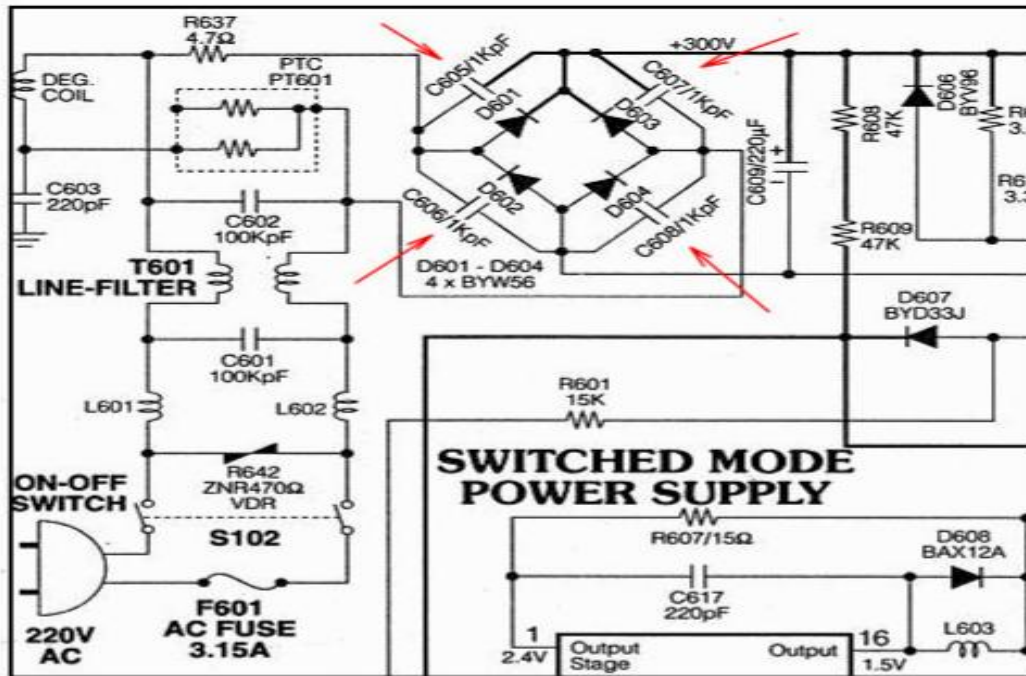 R637
4.7Ω
DEG.
COIL
PTC
PT601
C603
220pF
C602
100KpF
T601
LINE-FILTER
C601
100KpF
L601
L602
R642
ZNR470Ω
VDR
ON-OFF
SWITCH
S102
F601
AC FUSE
3.15A
220V
AC
C605/1KpF
D601
+300V
C607/1KpF
D603
C606/1KpF
D602
D604
C608/1KpF
D601 - D604
4 x BYW56
C609/220µF
+
−
R608
47K
D606
BYV96
R609
47K
D607
BYD33J
R601
15K
SWITCHED MODE
POWER SUPPLY
R607/15Ω
D608
BAX12A
C617
220pF
L603
1
2.4V
Output
Stage
Output
16
1.5V